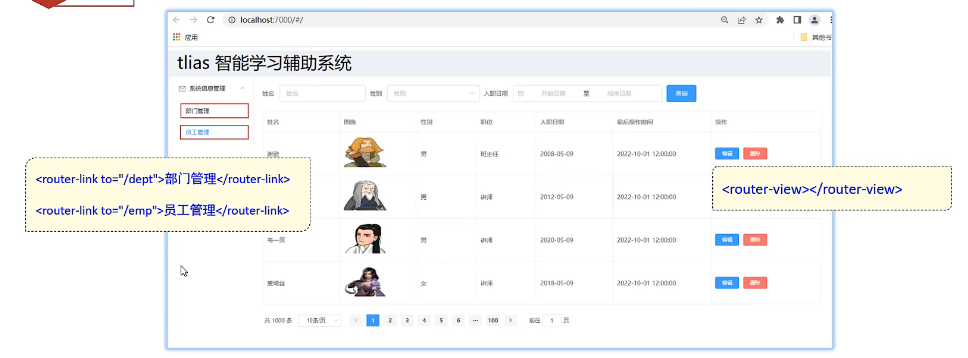 localhost:7000/#/
应用
其他书
tlias 智能学习辅助系统
系统信息管理
部门管理
员工管理
姓名 姓名 性别 性别 入职日期 开始日期 至 结束日期 查询
姓名 图像 性别 职位 入职日期 最后操作时间 操作
谢逊 男 班主任 2008-05-09 2022-10-01 12:00:00 编辑 删除
男 讲师 2012-05-09 2022-10-01 12:00:00
韦一笑 男 讲师 2020-05-09 2022-10-01 12:00:00 编辑 删除
黛绮丝 女 讲师 2018-05-09 2022-10-01 12:00:00 编辑 删除
共 1000 条 10条/页 1 2 3 4 5 6 ··· 100 前往 1 页
<router-link to="/dept">部门管理</router-link>
<router-link to="/emp">员工管理</router-link>
<router-view></router-view>